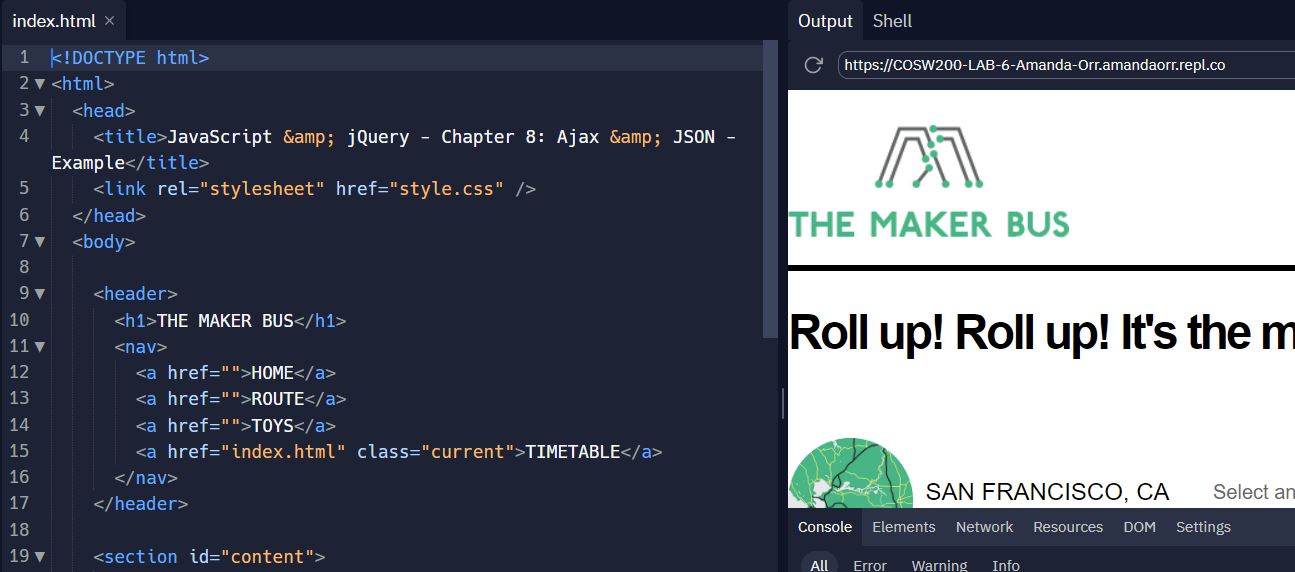 index.html ×
1 <!DOCTYPE html>
2 <html>
3 <head>
4 <title>JavaScript &amp; jQuery - Chapter 8: Ajax &amp; JSON -
Example</title>
5 <link rel="stylesheet" href="style.css" />
6 </head>
7 <body>
8
9 <header>
10 <h1>THE MAKER BUS</h1>
11 <nav>
12 <a href="">HOME</a>
13 <a href="">ROUTE</a>
14 <a href="">TOYS</a>
15 <a href="index.html" class="current">TIMETABLE</a>
16 </nav>
17 </header>
18
19 <section id="content">
Output Shell
https://COSW200-LAB-6-Amanda-Orr.amandaorr.repl.co
THE MAKER BUS
Roll up! Roll up! It's the m
SAN FRANCISCO, CA Select an
Console Elements Network Resources DOM Settings
All Error Warning Info